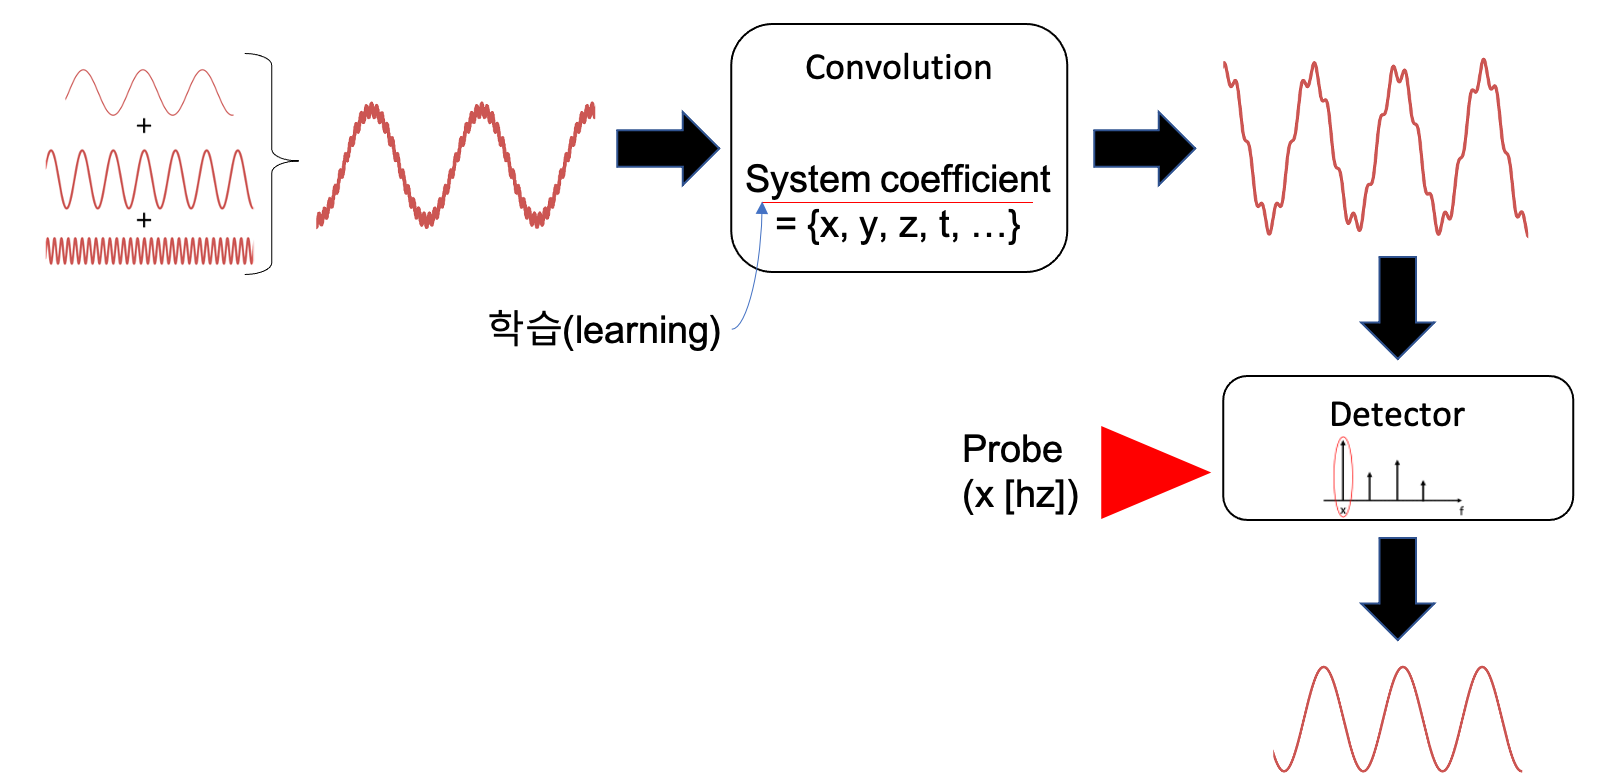 +
+
Convolution
System coefficient
= {x, y, z, t, …}
학습(learning)
Probe
(x [hz])
Detector
x
f